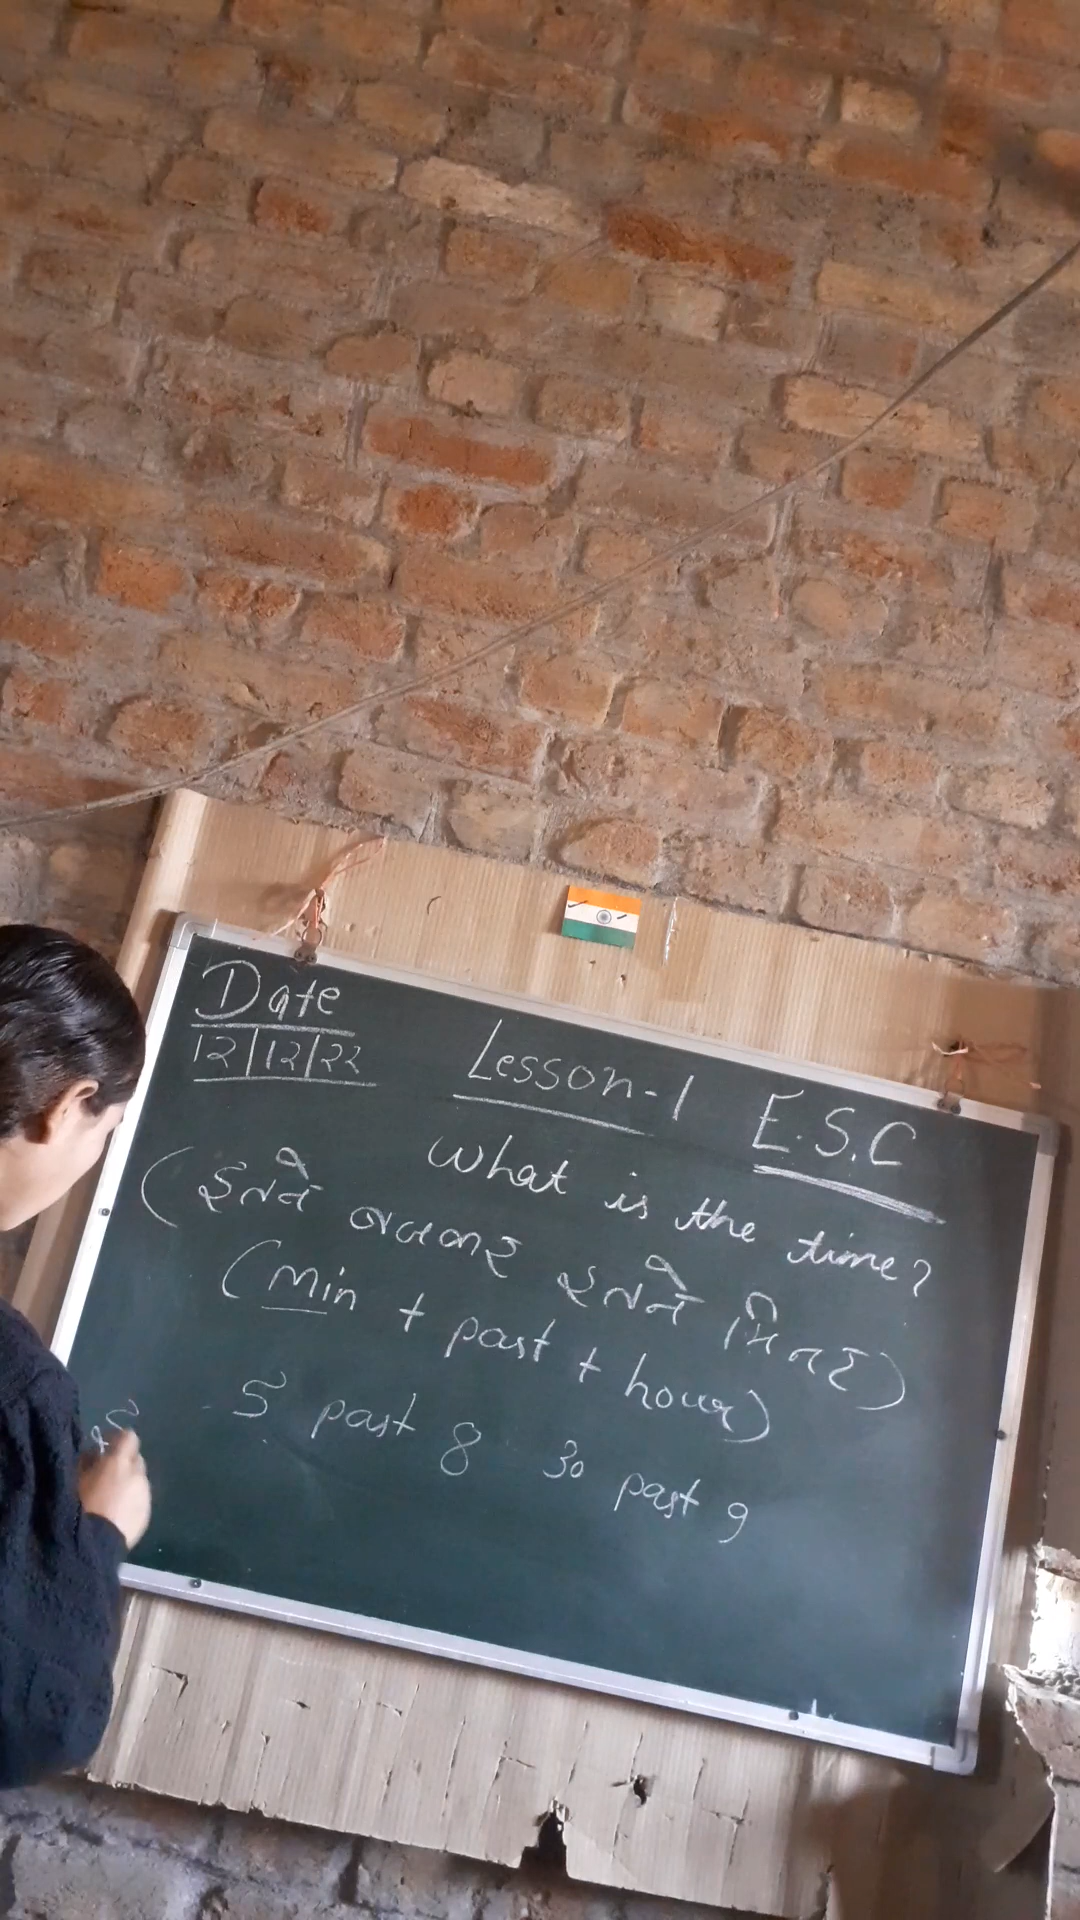 Date
12/12/22
Lesson-1
E.S.C
What is the time?
(इतने बजकर इतने मिनट)
(Min + past + hour)
5 past 8 30 past 9